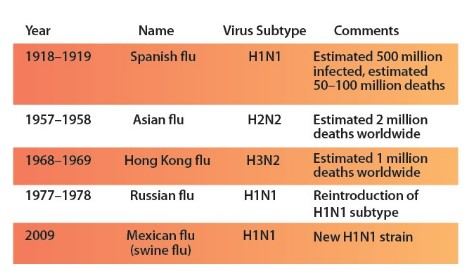 Year Name Virus Subtype Comments
1918–1919 Spanish flu H1N1 Estimated 500 million
infected, estimated
50–100 million deaths
1957–1958 Asian flu H2N2 Estimated 2 million
deaths worldwide
1968–1969 Hong Kong flu H3N2 Estimated 1 million
deaths worldwide
1977–1978 Russian flu H1N1 Reintroduction of
H1N1 subtype
2009 Mexican flu H1N1 New H1N1 strain
(swine flu)